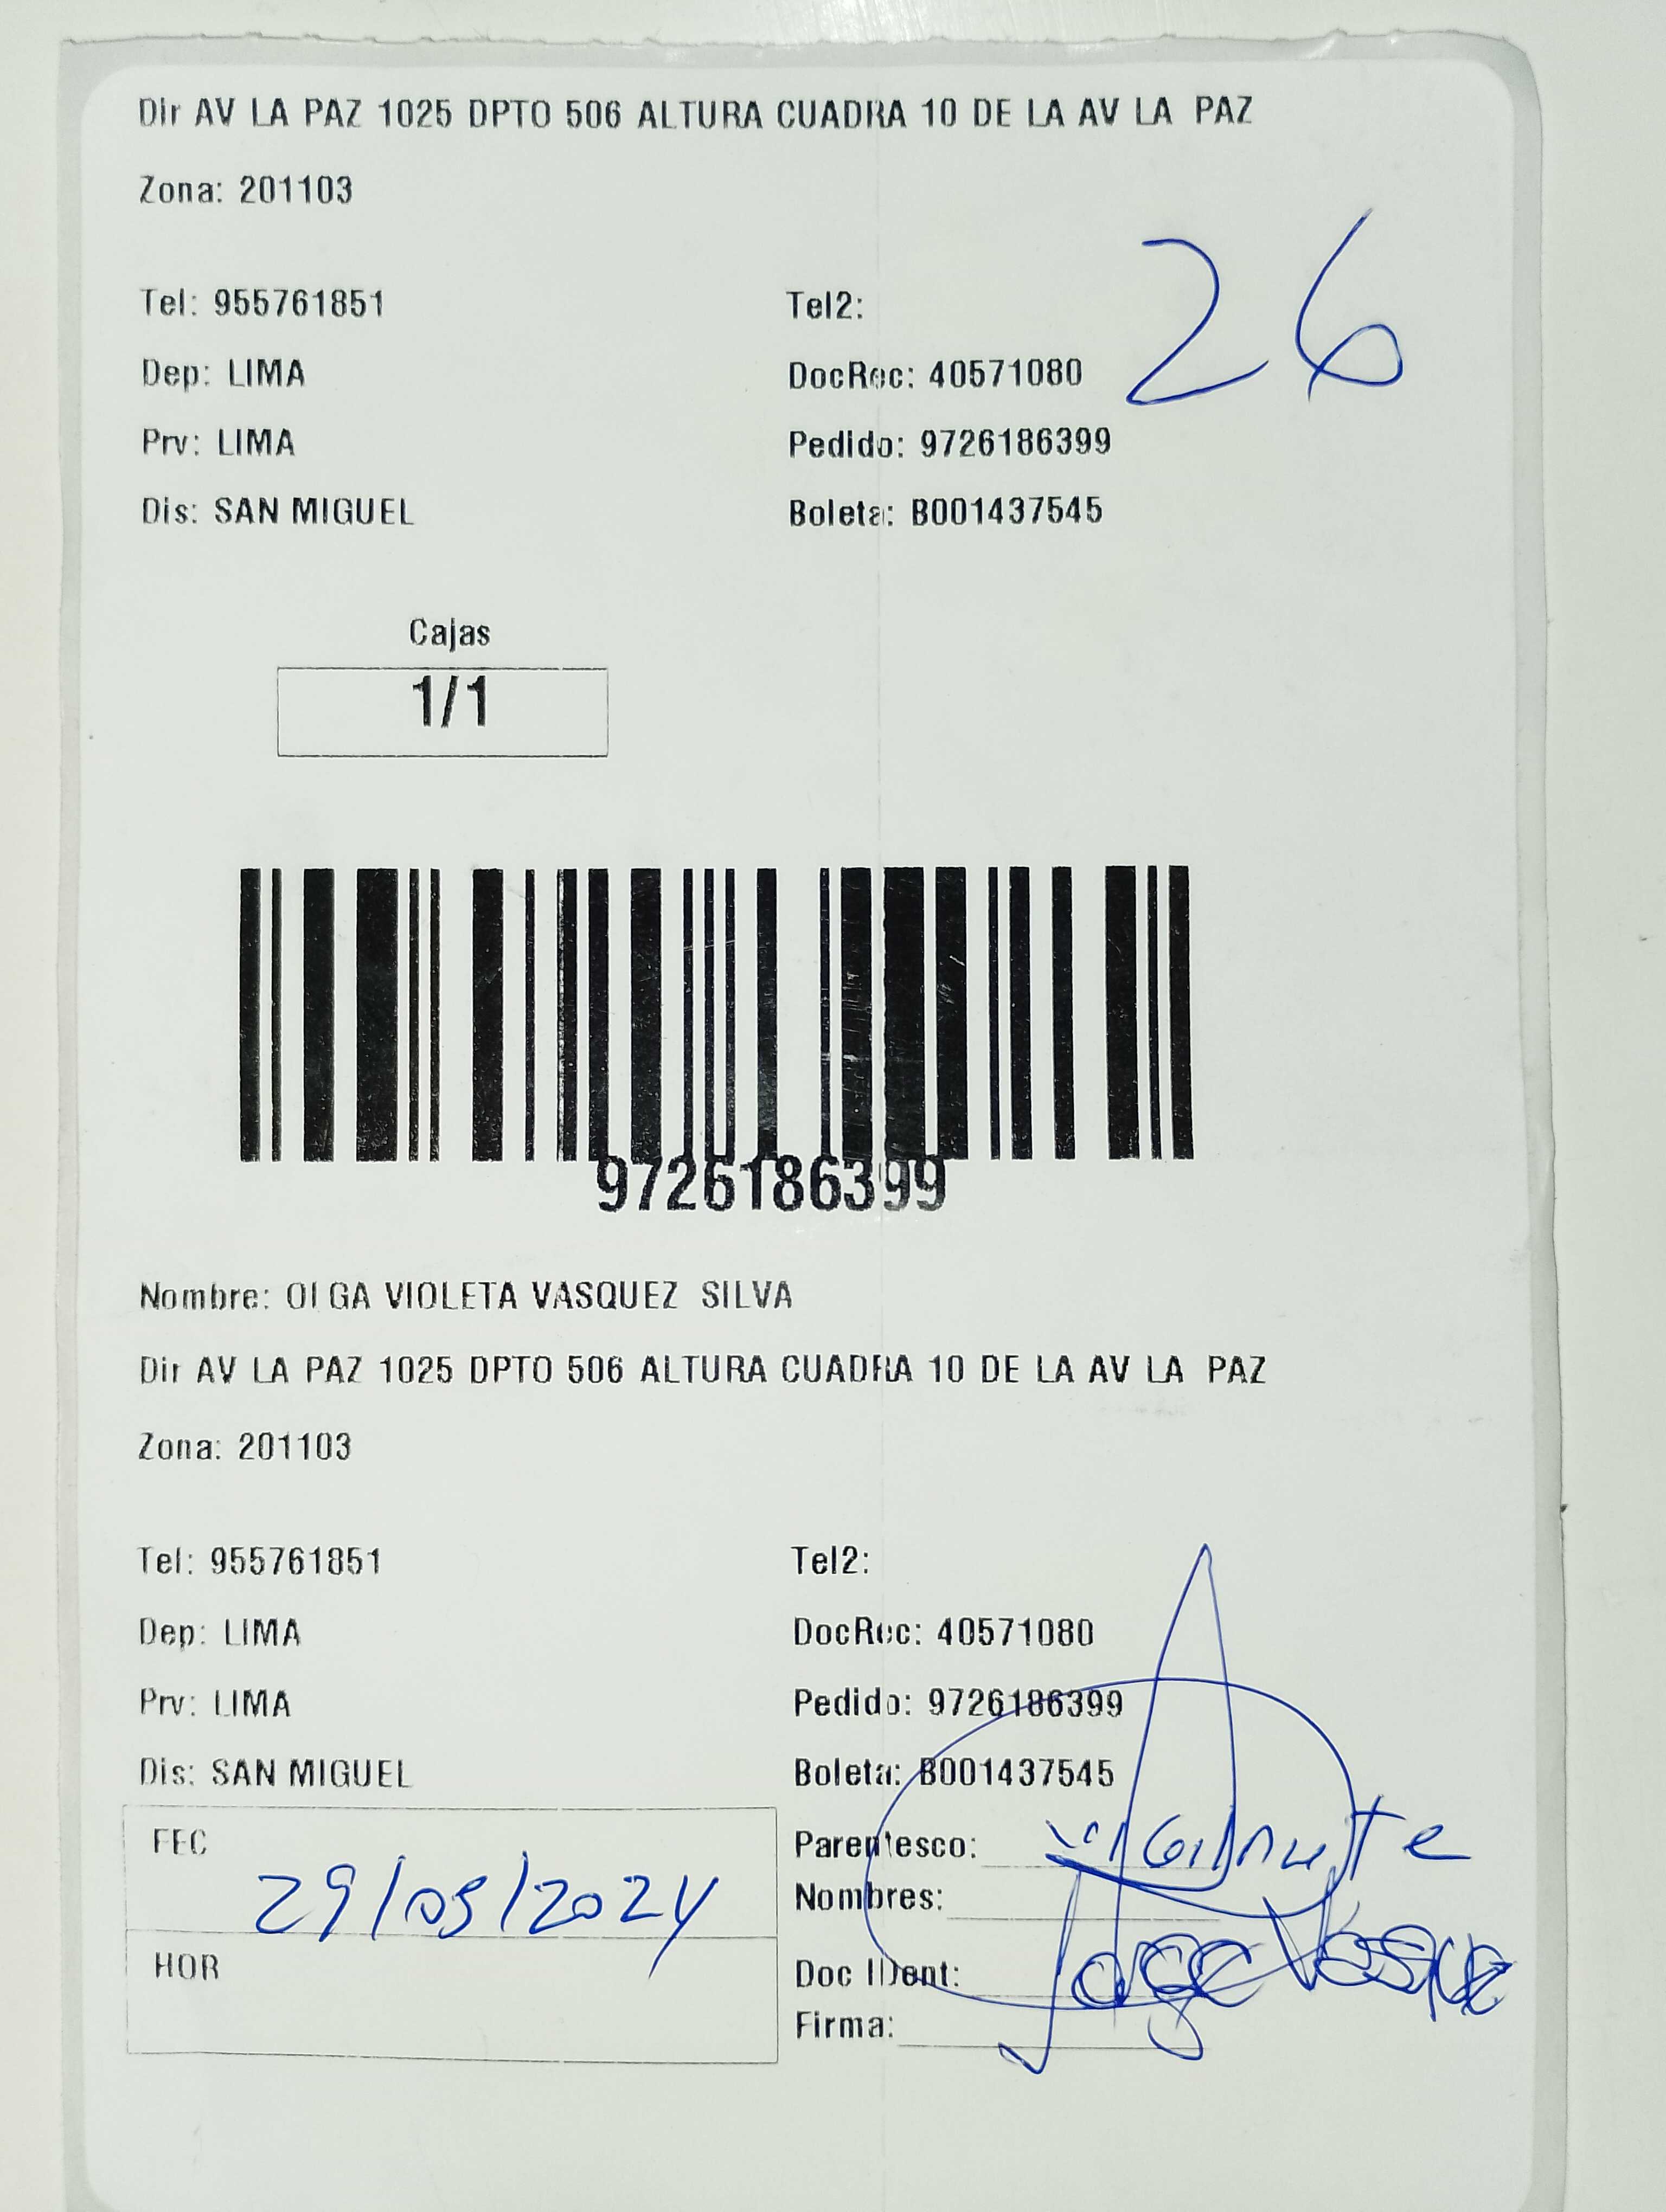 Dir AV LA PAZ 1025 DPTO 506 ALTURA CUADRA 10 DE LA AV LA PAZ
Zona: 201103
26
Tel: 955761851 Tel2:
Dep: LIMA DocRec: 40571080
Prv: LIMA Pedido: 9726186399
Dis: SAN MIGUEL Boleta: B001437545
Cajas
1/1
9726186399
Nombre: OLGA VIOLETA VASQUEZ SILVA
Dir AV LA PAZ 1025 DPTO 506 ALTURA CUADRA 10 DE LA AV LA PAZ
Zona: 201103
Tel: 955761851 Tel2:
Dep: LIMA DocRec: 40571080
Prv: LIMA Pedido: 9726186399
Dis: SAN MIGUEL Boleta: B001437545
FEC 29/05/2024
HOR
Parentesco: Vigilante
Nombres:
Doc Ident: Jorge Vasquez
Firma: